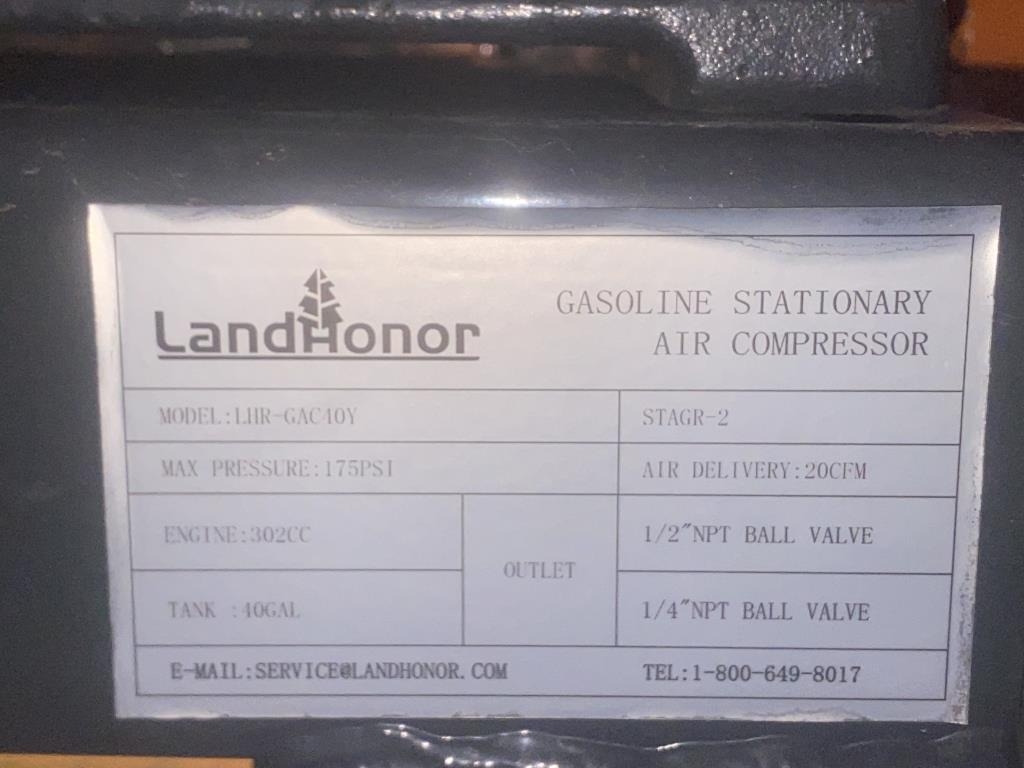 LandHonor
GASOLINE STATIONARY
AIR COMPRESSOR
MODEL:LHR-GAC40Y
STAGR-2
MAX PRESSURE:175PSI
AIR DELIVERY:20CFM
ENGINE:302CC
OUTLET
1/2"NPT BALL VALVE
TANK :40GAL
1/4"NPT BALL VALVE
E-MAIL:SERVICE@LANDHONOR.COM
TEL:1-800-649-8017